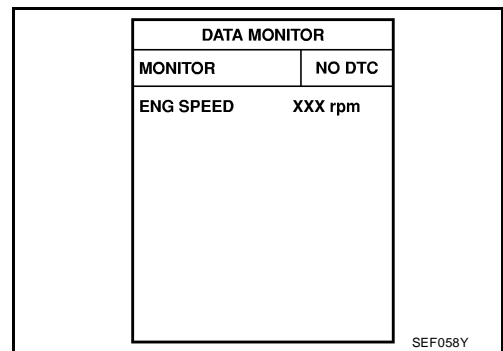 DATA MONITOR
MONITOR NO DTC
ENG SPEED XXX rpm
SEF058Y